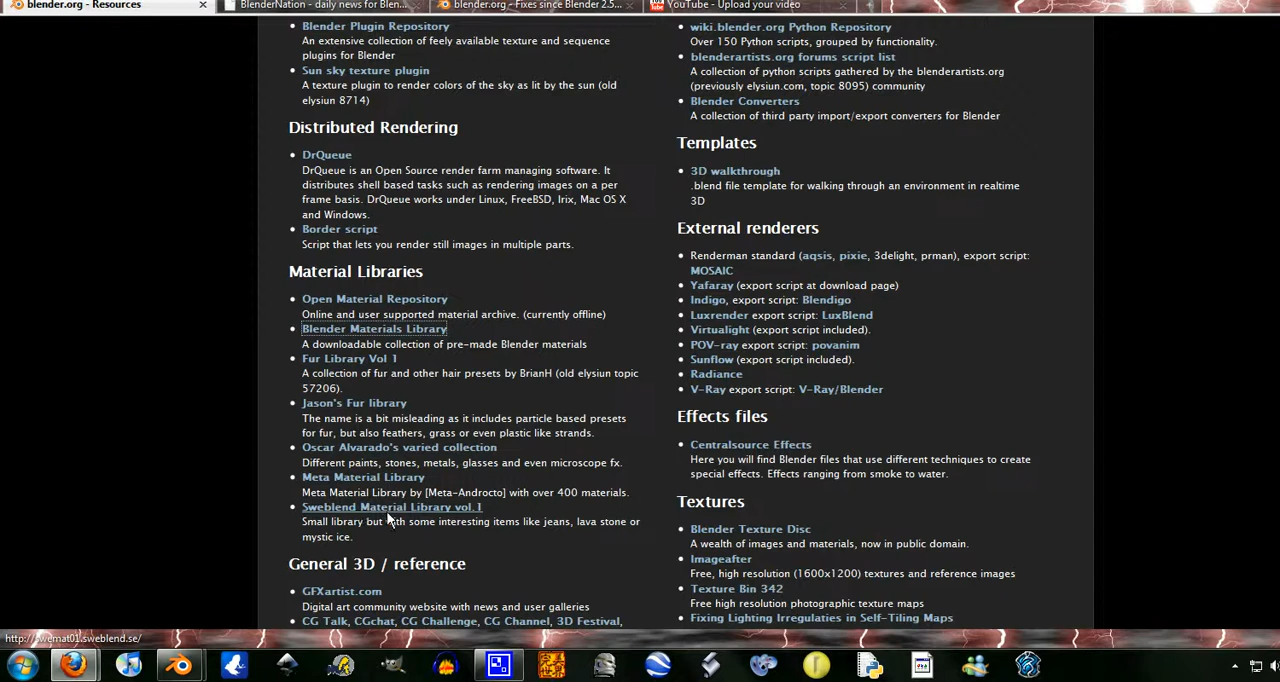 blender.org - Resources
BlenderNation - daily news for Blen...
blender.org - Fixes since Blender 2.5...
YouTube - Upload your video
Blender Plugin Repository
An extensive collection of feely available texture and sequence
plugins for Blender
Sun sky texture plugin
A texture plugin to render colors of the sky as lit by the sun (old
elysiun 8714)
Distributed Rendering
DrQueue
DrQueue is an Open Source render farm managing software. It
distributes shell based tasks such as rendering images on a per
frame basis. DrQueue works under Linux, FreeBSD, Irix, Mac OS X
and Windows.
Border script
Script that lets you render still images in multiple parts.
Material Libraries
Open Material Repository
Online and user supported material archive. (currently offline)
Blender Materials Library
A downloadable collection of pre-made Blender materials
Fur Library Vol 1
A collection of fur and other hair presets by BrianH (old elysiun topic
57206).
Jason's Fur library
The name is a bit misleading as it includes particle based presets
for fur, but also feathers, grass or even plastic like strands.
Oscar Alvarado's varied collection
Different paints, stones, metals, glasses and even microscope fx.
Meta Material Library
Meta Material Library by [Meta-Androcto] with over 400 materials.
Sweblend Material Library vol.1
Small library but with some interesting items like jeans, lava stone or
mystic ice.
General 3D / reference
GFXartist.com
Digital art community website with news and user galleries
CG Talk, CGchat, CG Challenge, CG Channel, 3D Festival,
wiki.blender.org Python Repository
Over 150 Python scripts, grouped by functionality.
blenderartists.org forums script list
A collection of python scripts gathered by the blenderartists.org
(previously elysiun.com, topic 8095) community
Blender Converters
A collection of third party import/export converters for Blender
Templates
3D walkthrough
.blend file template for walking through an environment in realtime
3D
External renderers
Renderman standard (aqsis, pixie, 3delight, prman), export script:
MOSAIC
Yafaray (export script at download page)
Indigo, export script: Blendigo
Luxrender export script: LuxBlend
Virtualight (export script included).
POV-ray export script: povanim
Sunflow (export script included).
Radiance
V-Ray export script: V-Ray/Blender
Effects files
Centralsource Effects
Here you will find Blender files that use different techniques to create
special effects. Effects ranging from smoke to water.
Textures
Blender Texture Disc
A wealth of images and materials, now in public domain.
Imageafter
Free, high resolution (1600x1200) textures and reference images
Texture Bin 342
Free high resolution photographic texture maps
Fixing Lighting Irregulaties in Self-Tiling Maps
http://swemat01.sweblend.se/